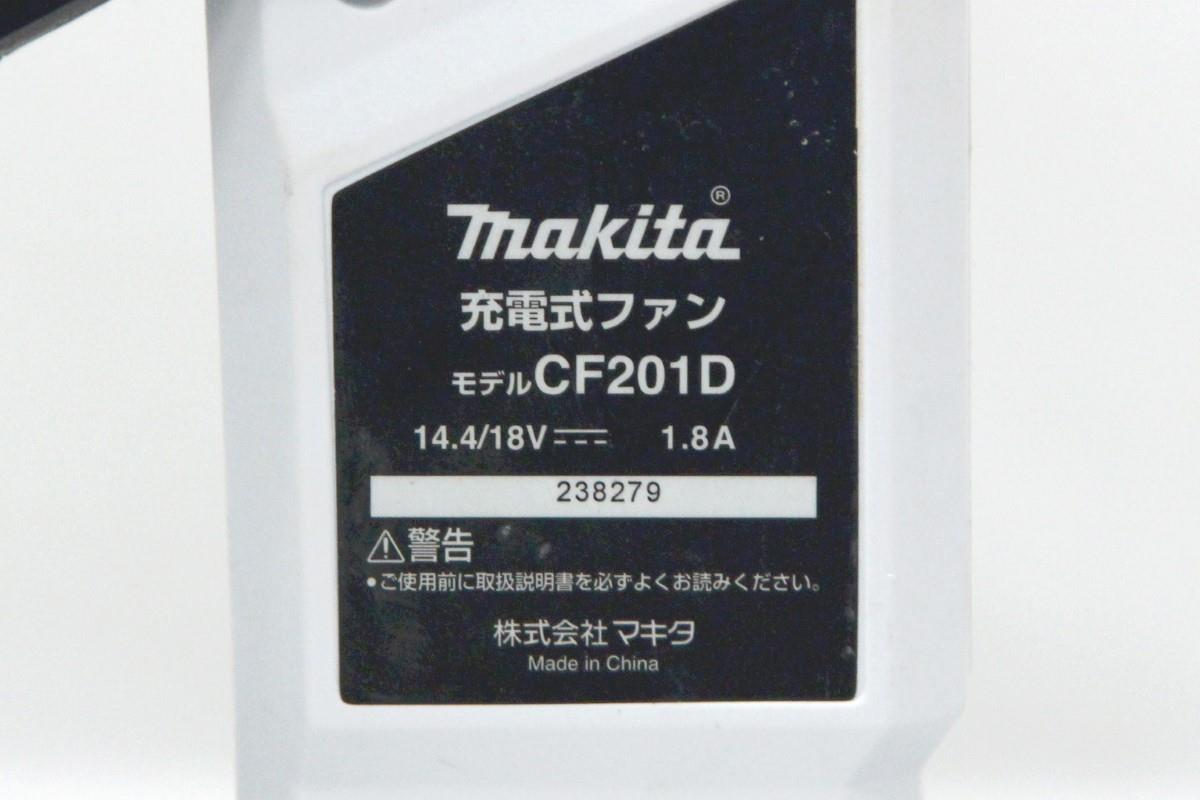 makita®
充電式ファン
モデルCF201D
14.4/18V⎓ 1.8A
238279
⚠警告
●ご使用前に取扱説明書を必ずよくお読みください。
株式会社マキタ
Made in China